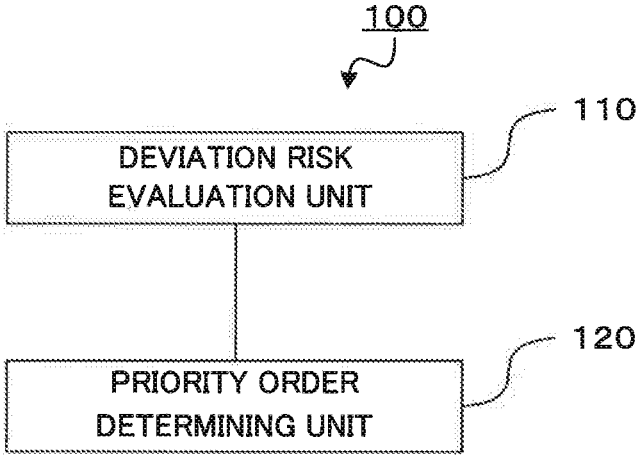 100
110
DEVIATION RISK
EVALUATION UNIT
120
PRIORITY ORDER
DETERMINING UNIT